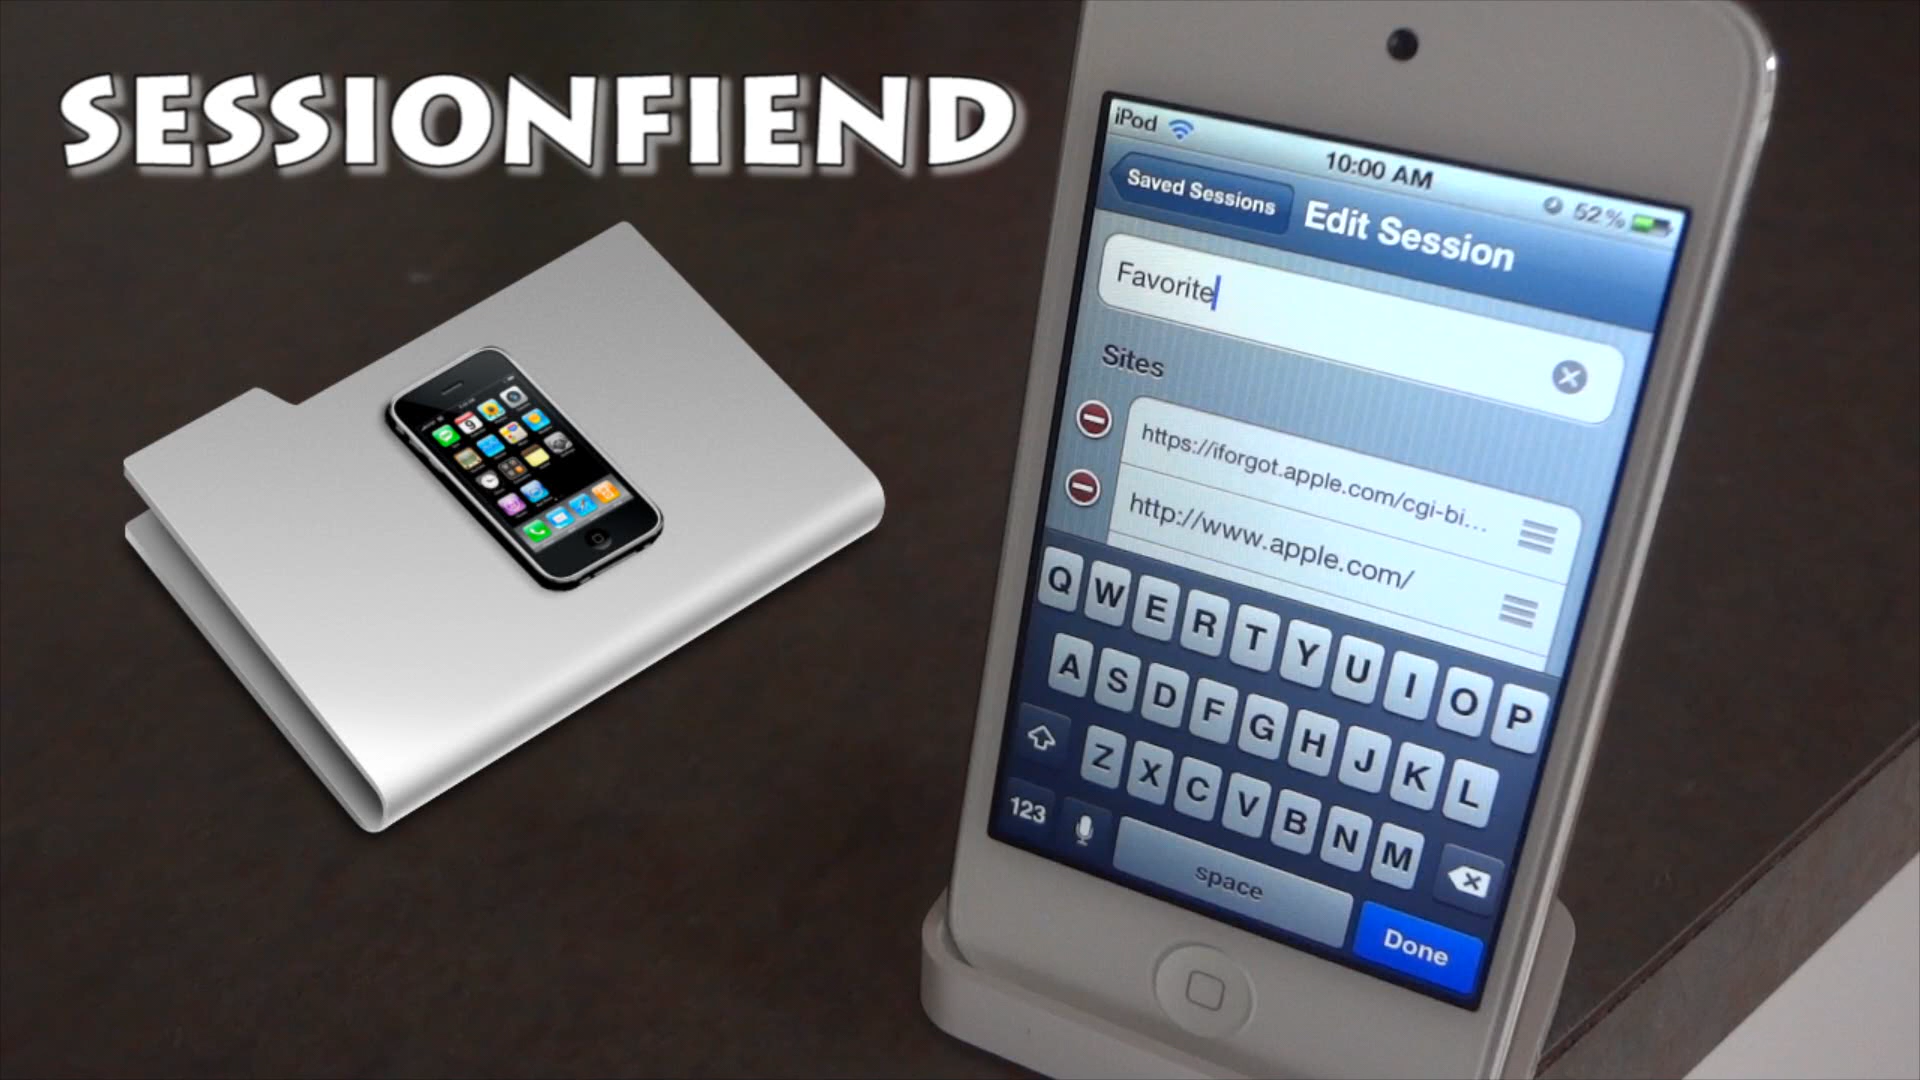 SESSIONFIEND
iPod
10:00 AM
52%
Saved Sessions
Edit Session
Favorite
Sites
https://iforgot.apple.com/cgi-bi...
http://www.apple.com/
Q W E R T Y U I O P
A S D F G H J K L
Z X C V B N M
123
space
Done
9